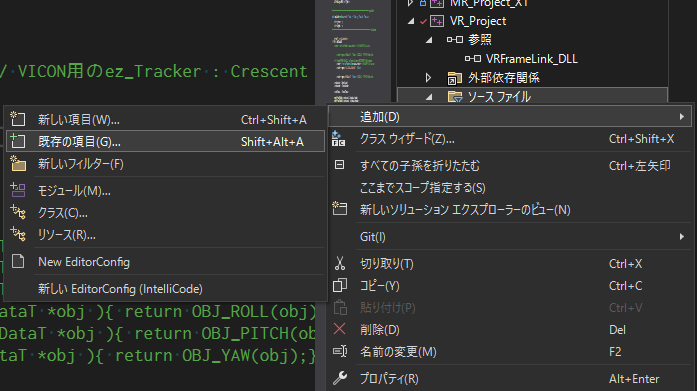 MR_Project_XT
VR_Project
参照
VRFrameLink_DLL
外部依存関係
ソース ファイル
// VICON用のez_Tracker : Crescent
追加(D)
クラス ウィザード(Z)... Ctrl+Shift+X
すべての子孫を折りたたむ Ctrl+左矢印
ここまでスコープ指定する(S)
新しいソリューション エクスプローラーのビュー(N)
Git(I)
切り取り(T) Ctrl+X
コピー(Y) Ctrl+C
貼り付け(P) Ctrl+V
削除(D) Del
名前の変更(M) F2
プロパティ(R) Alt+Enter
新しい項目(W)... Ctrl+Shift+A
既存の項目(G)... Shift+Alt+A
新しいフィルター(F)
モジュール(M)...
クラス(C)...
リソース(R)...
New EditorConfig
新しい EditorConfig (IntelliCode)
ataT *obj ){ return OBJ_ROLL(obj)
DataT *obj ){ return OBJ_PITCH(ob
ataT *obj ){ return OBJ_YAW(obj);}